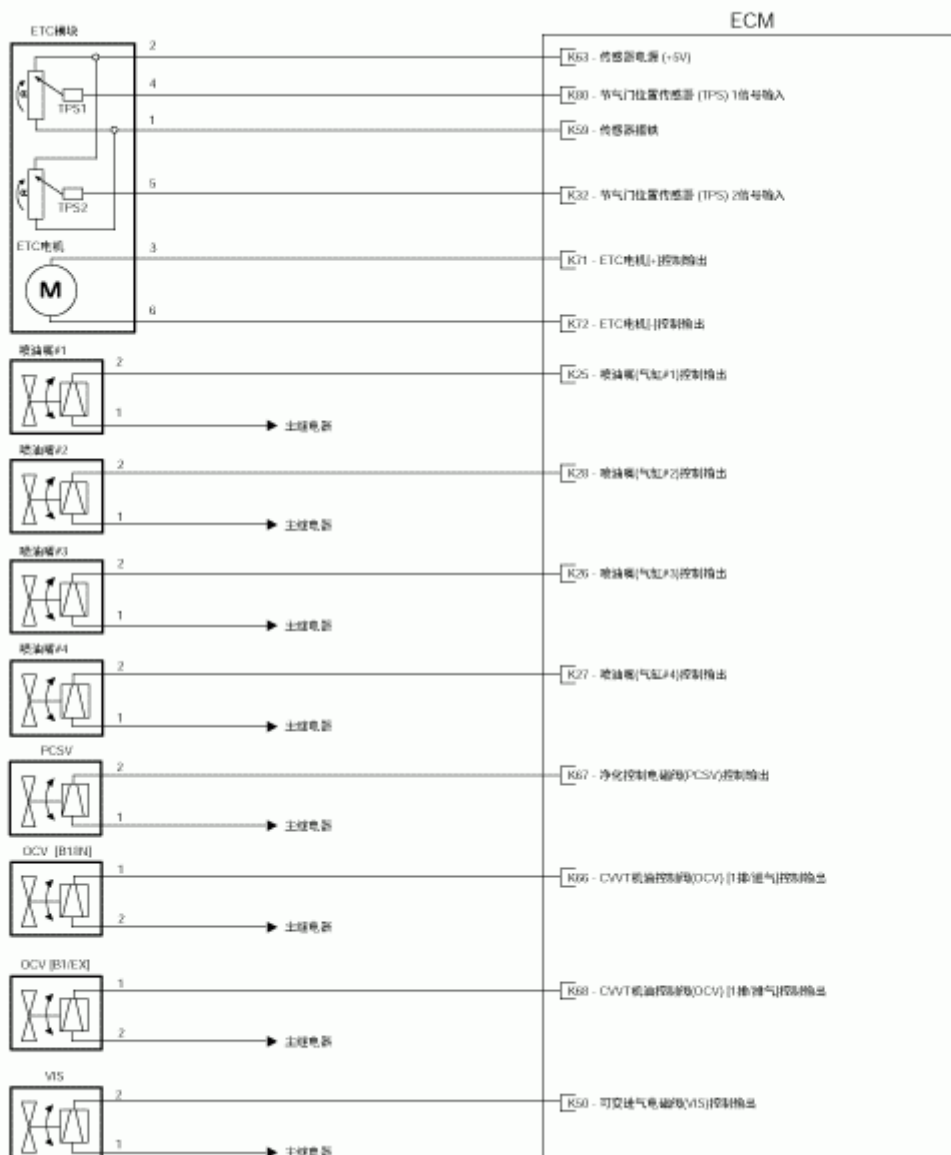 ECM
ETC模块
2
K63 - 传感器电源 (+5V)
4
K80 - 节气门位置传感器 (TPS) 1信号输入
TPS1
1
K59 - 传感器搭铁
5
K32 - 节气门位置传感器 (TPS) 2信号输入
TPS2
ETC电机
3
K71 - ETC电机[+]控制输出
M
6
K72 - ETC电机[-]控制输出
喷油嘴#1
2
K25 - 喷油嘴(气缸#1)控制输出
1
主继电器
喷油嘴#2
2
K28 - 喷油嘴(气缸#2)控制输出
1
主继电器
喷油嘴#3
2
K26 - 喷油嘴(气缸#3)控制输出
1
主继电器
喷油嘴#4
2
K27 - 喷油嘴(气缸#4)控制输出
1
主继电器
PCSV
2
K67 - 净化控制电磁阀(PCSV)控制输出
1
主继电器
OCV [B1/IN]
1
K66 - CVVT机油控制阀(OCV) [1排/进气]控制输出
2
主继电器
OCV [B1/EX]
1
K68 - CVVT机油控制阀(OCV) [1排/排气]控制输出
2
主继电器
VIS
2
K50 - 可变进气电磁阀(VIS)控制输出
1
主继电器